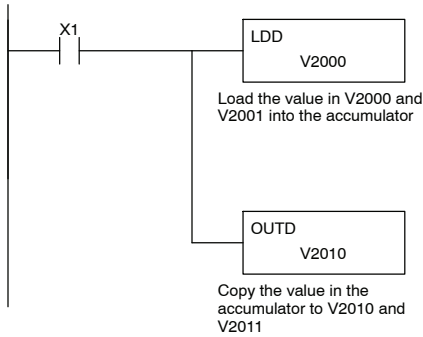 X1
LDD
V2000
Load the value in V2000 and
V2001 into the accumulator
OUTD
V2010
Copy the value in the
accumulator to V2010 and
V2011